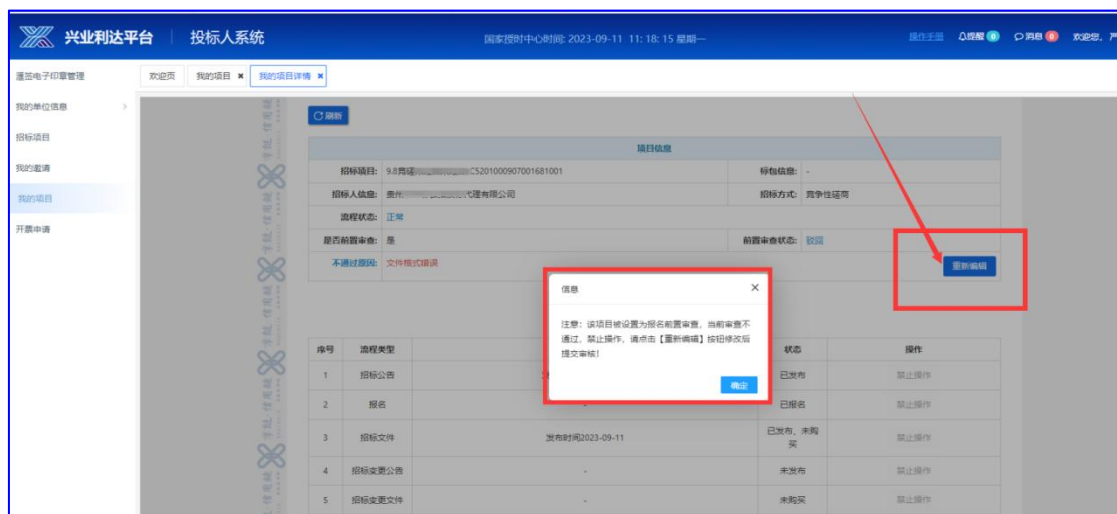 兴业利达平台
投标人系统
国家授时中心时间: 2023-09-11 11:18:15 星期一
操作手册
提醒 0
消息 0
欢迎您, 严
蓬签电子印章管理
我的单位信息
招标项目
我的邀请
我的项目
开票申请
欢迎页
我的项目
我的项目详情
刷新
项目信息
招标项目: 9.8竞磋 C5201000907001681001
标包信息: -
招标人信息: 贵州 代理有限公司
招标方式: 竞争性磋商
流程状态: 正常
是否前置审查: 是
前置审查状态: 驳回
不通过原因: 文件格式错误
重新编辑
信息
注意: 该项目被设置为报名前置审查, 当前审查不
通过, 禁止操作, 请点击【重新编辑】按钮修改后
提交审核!
确定
序号 流程类型 状态 操作
1 招标公告 已发布 禁止操作
2 报名 - 已报名 禁止操作
3 招标文件 发布时间2023-09-11 已发布, 未购
买 禁止操作
4 招标变更公告 - 未发布 禁止操作
5 招标变更文件 - 未购买 禁止操作